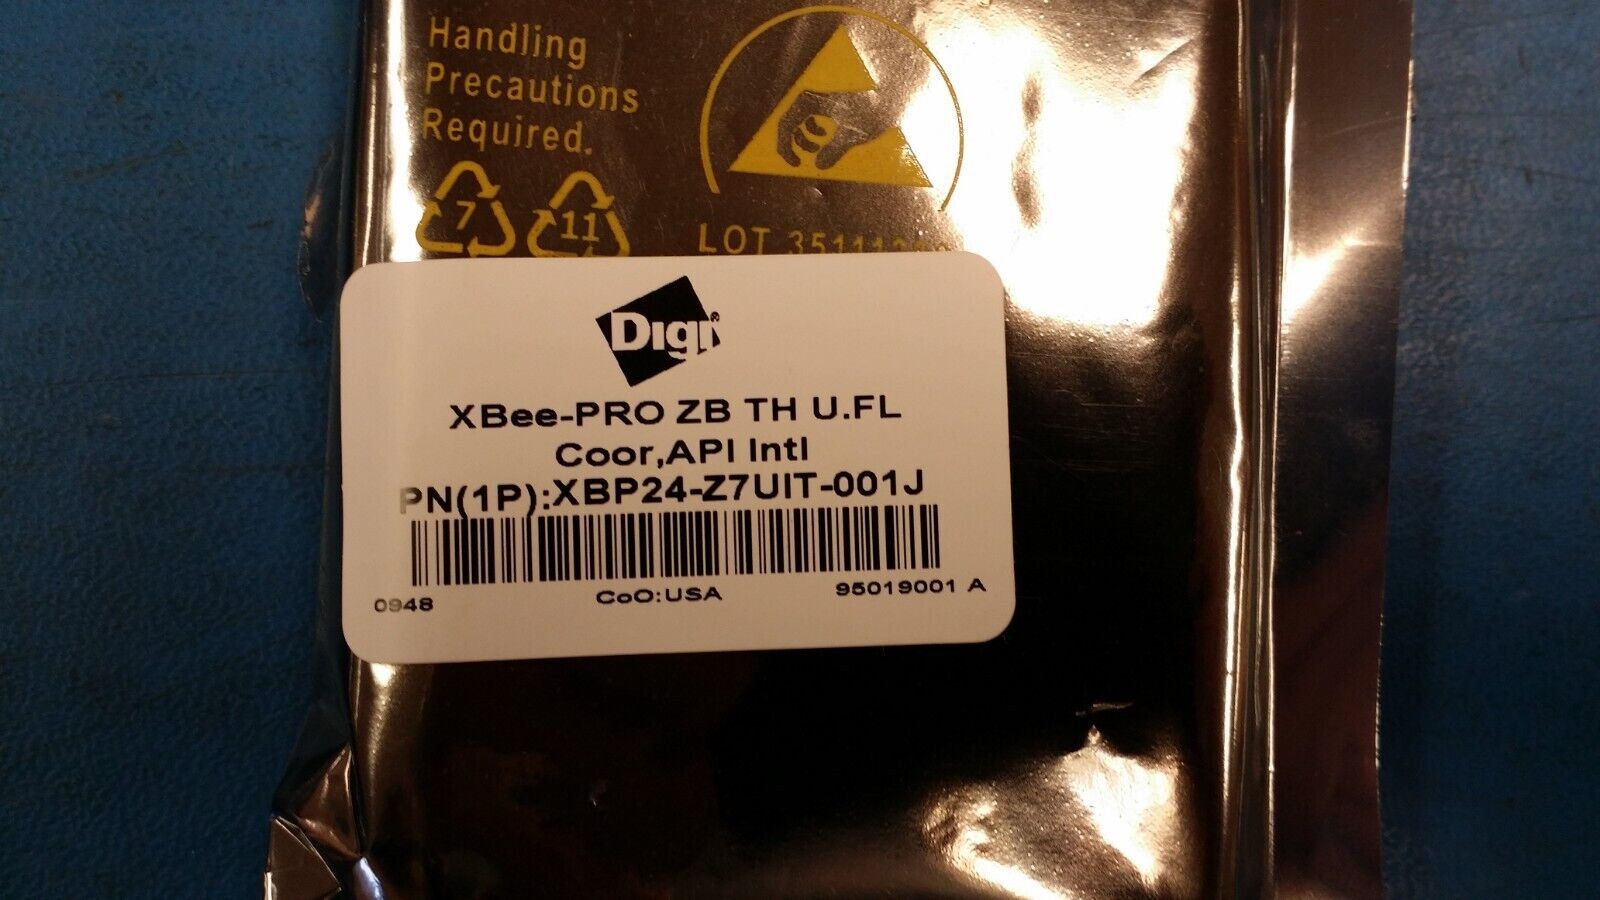 Handling
Precautions
Required.
7 11
LOT
Digi®
XBee-PRO ZB TH U.FL
Coor,API Intl
PN(1P):XBP24-Z7UIT-001J
0948 CoO:USA 95019001 A